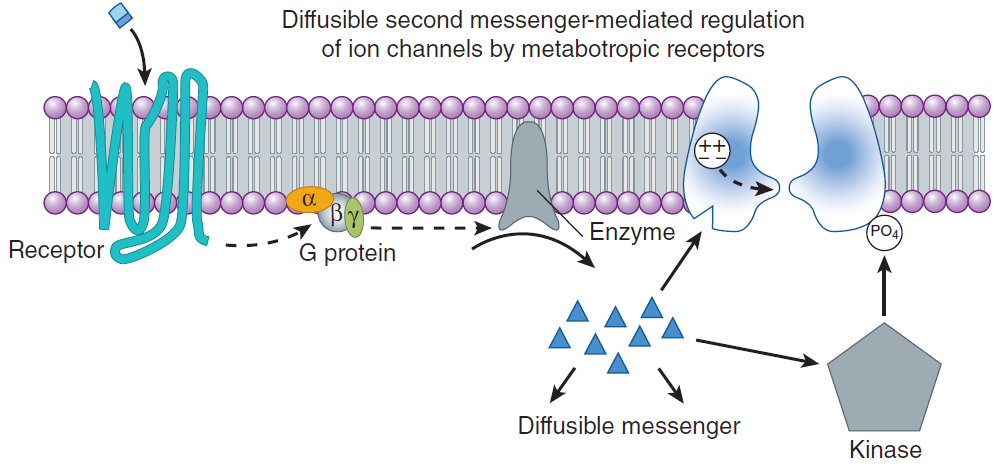 Diffusible second messenger-mediated regulation
of ion channels by metabotropic receptors
++
− −
α
β
γ
Receptor
G protein
Enzyme
PO4
Diffusible messenger
Kinase